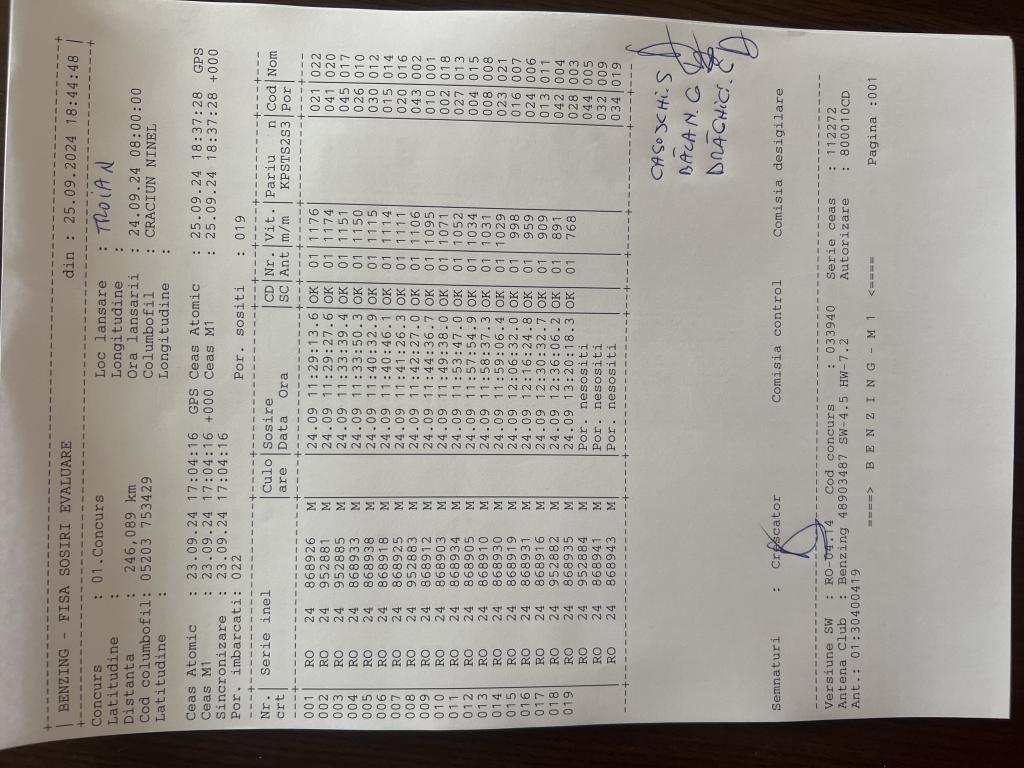 | BENZING - FISA SOSIRI EVALUARE din : 25.09.2024 18:44:48 |
Concurs : 01.Concurs Loc lansare : TROIAN
Latitudine : Longitudine :
Distanta : 246,089 km Ora lansarii : 24.09.24 08:00:00
Cod columbofil: 05203 753429 Columbofil : CRACIUN NINEL
Latitudine : Longitudine :
Ceas Atomic : 23.09.24 17:04:16 GPS Ceas Atomic : 25.09.24 18:37:28 GPS
Ceas M1 : 23.09.24 17:04:16 +000 Ceas M1 : 25.09.24 18:37:28 +000
Sincronizare : 23.09.24 17:04:16
Por. imbarcati: 022 Por. sositi : 019
Nr.| Serie inel |Culo|Sosire |CD|Nr.|Vit.|Pariu n|Cod|Nom
crt| |are |Data Ora |SC|Ant|m/m |KPSTS2S3|Por|
001 | RO 24 868926 M | 24.09 11:29:13.6|OK| 01|1176| |021|022
002 | RO 24 952881 M | 24.09 11:29:27.6|OK| 01|1174| |041|020
003 | RO 24 952885 M | 24.09 11:33:39.4|OK| 01|1151| |045|017
004 | RO 24 868933 M | 24.09 11:33:50.3|OK| 01|1150| |026|010
005 | RO 24 868938 M | 24.09 11:40:32.9|OK| 01|1115| |030|012
006 | RO 24 868918 M | 24.09 11:40:46.1|OK| 01|1114| |015|014
007 | RO 24 868925 M | 24.09 11:41:26.3|OK| 01|1111| |020|016
008 | RO 24 952883 M | 24.09 11:42:27.0|OK| 01|1106| |043|002
009 | RO 24 868912 M | 24.09 11:44:36.7|OK| 01|1095| |010|001
010 | RO 24 868903 M | 24.09 11:49:38.0|OK| 01|1071| |002|018
011 | RO 24 868934 M | 24.09 11:53:47.0|OK| 01|1052| |027|013
012 | RO 24 868905 M | 24.09 11:57:54.9|OK| 01|1034| |004|015
013 | RO 24 868910 M | 24.09 11:58:37.3|OK| 01|1031| |008|008
014 | RO 24 868930 M | 24.09 11:59:06.4|OK| 01|1029| |023|021
015 | RO 24 868919 M | 24.09 12:06:32.0|OK| 01| 998| |016|007
016 | RO 24 868931 M | 24.09 12:16:24.8|OK| 01| 959| |024|006
017 | RO 24 868916 M | 24.09 12:30:32.7|OK| 01| 909| |013|011
018 | RO 24 952882 M | 24.09 12:36:06.2|OK| 01| 891| |042|004
019 | RO 24 868935 M | 24.09 13:20:18.3|OK| 01| 768| |028|003
RO 24 952884 M |Por. nesositi | |044|005
RO 24 868941 M |Por. nesositi | |032|009
RO 24 868943 M |Por. nesositi | |034|019
BĂLAN G
DRĂGHICI.C
Semnaturi : Crescator Comisia control Comisia desigilare
Versiune SW : RO-04.14 Cod concurs : 033940 Serie ceas : 112272
Antena Club : Benzing 48903487 SW-4.5 HW-7.2 Autorizare : 800010CD
Ant.: 01:30400419
====> B E N Z I N G - M 1 <==== Pagina :001